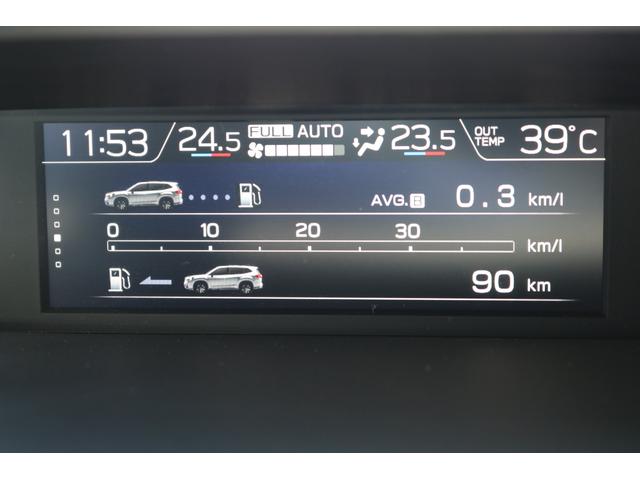 11:53 24.5 FULL AUTO 23.5 OUT TEMP 39°C
AVG. B 0.3 km/l
0 10 20 30 km/l
90 km